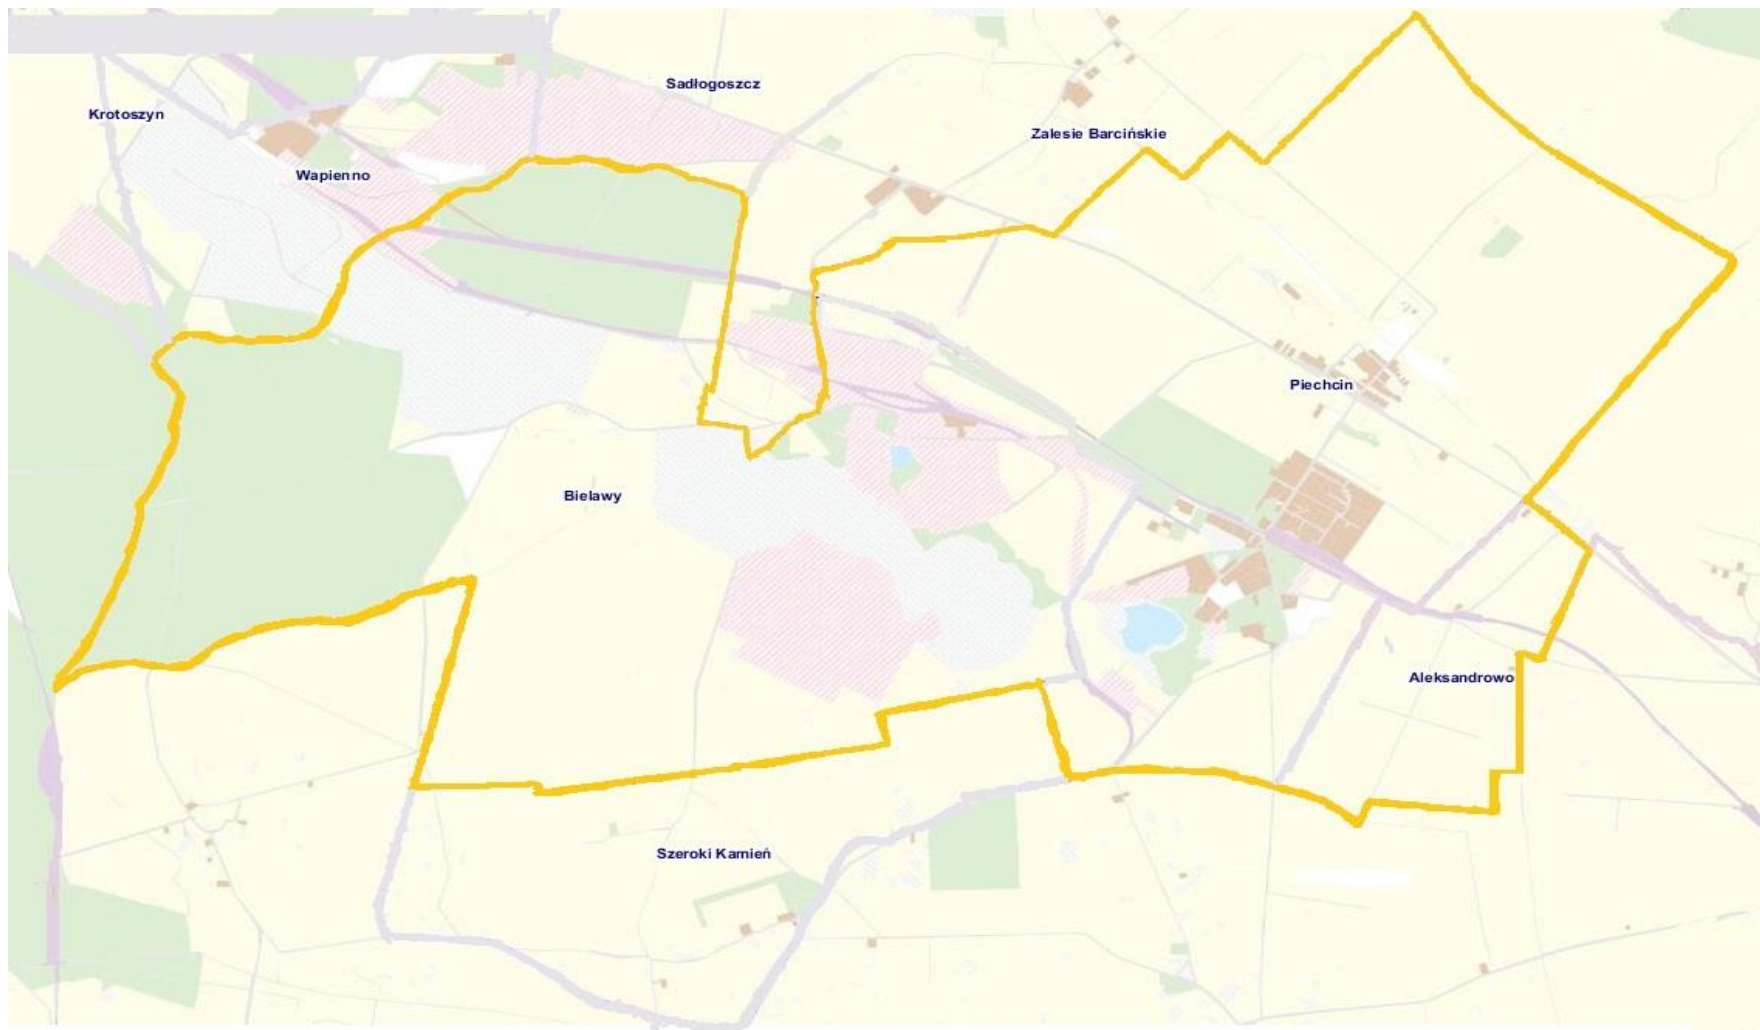 Sadłogoszcz
Krotoszyn
Zalesie Barcińskie
Wapienno
Piechcin
Bielawy
Aleksandrowo
Szeroki Kamień